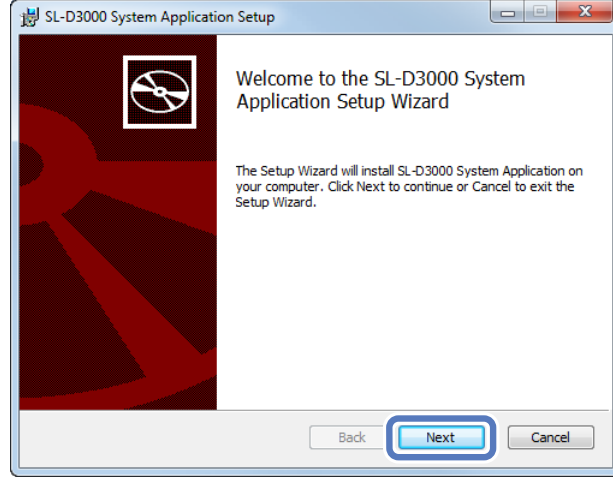 SL-D3000 System Application Setup
Welcome to the SL-D3000 System
Application Setup Wizard
The Setup Wizard will install SL-D3000 System Application on
your computer. Click Next to continue or Cancel to exit the
Setup Wizard.
Back Next Cancel